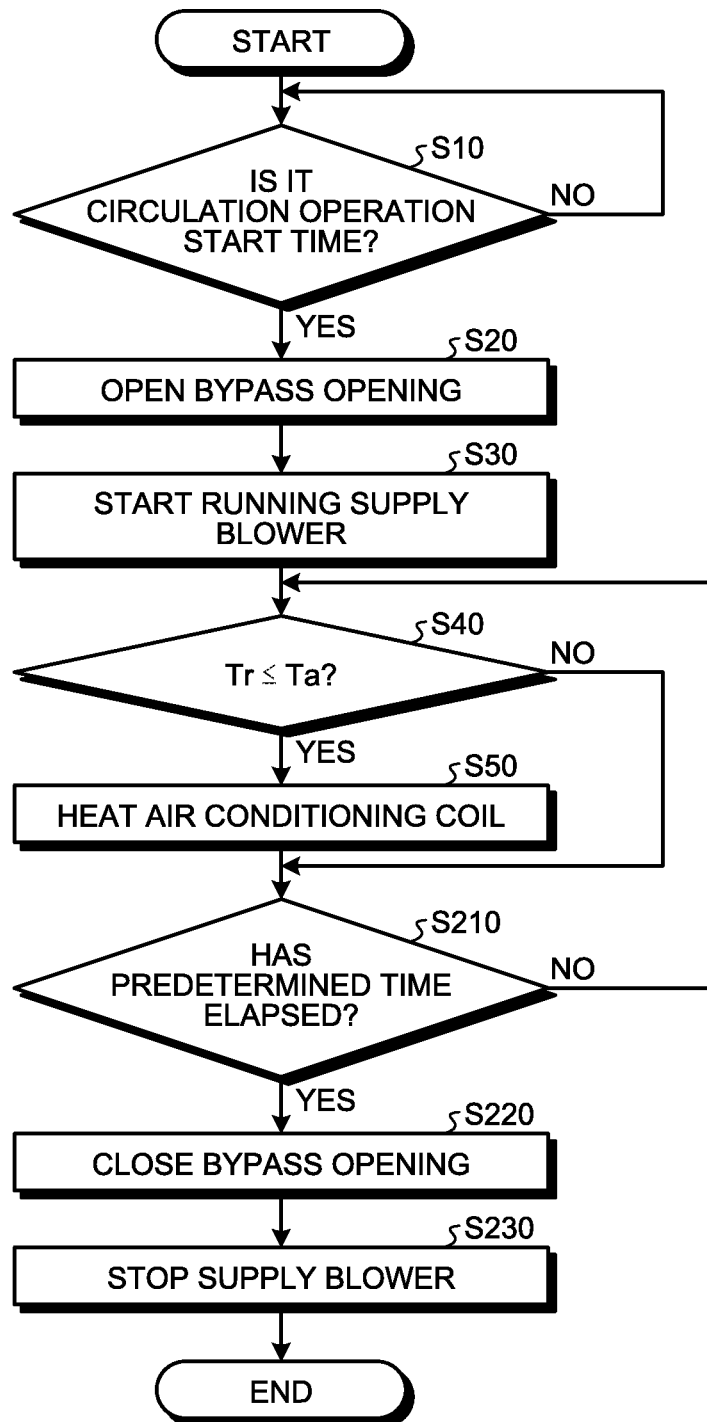 START
S10
IS IT
CIRCULATION OPERATION
START TIME?
NO
YES
S20
OPEN BYPASS OPENING
S30
START RUNNING SUPPLY
BLOWER
S40
Tr ≤ Ta?
NO
YES
S50
HEAT AIR CONDITIONING COIL
S210
HAS
PREDETERMINED TIME
ELAPSED?
NO
YES
S220
CLOSE BYPASS OPENING
S230
STOP SUPPLY BLOWER
END